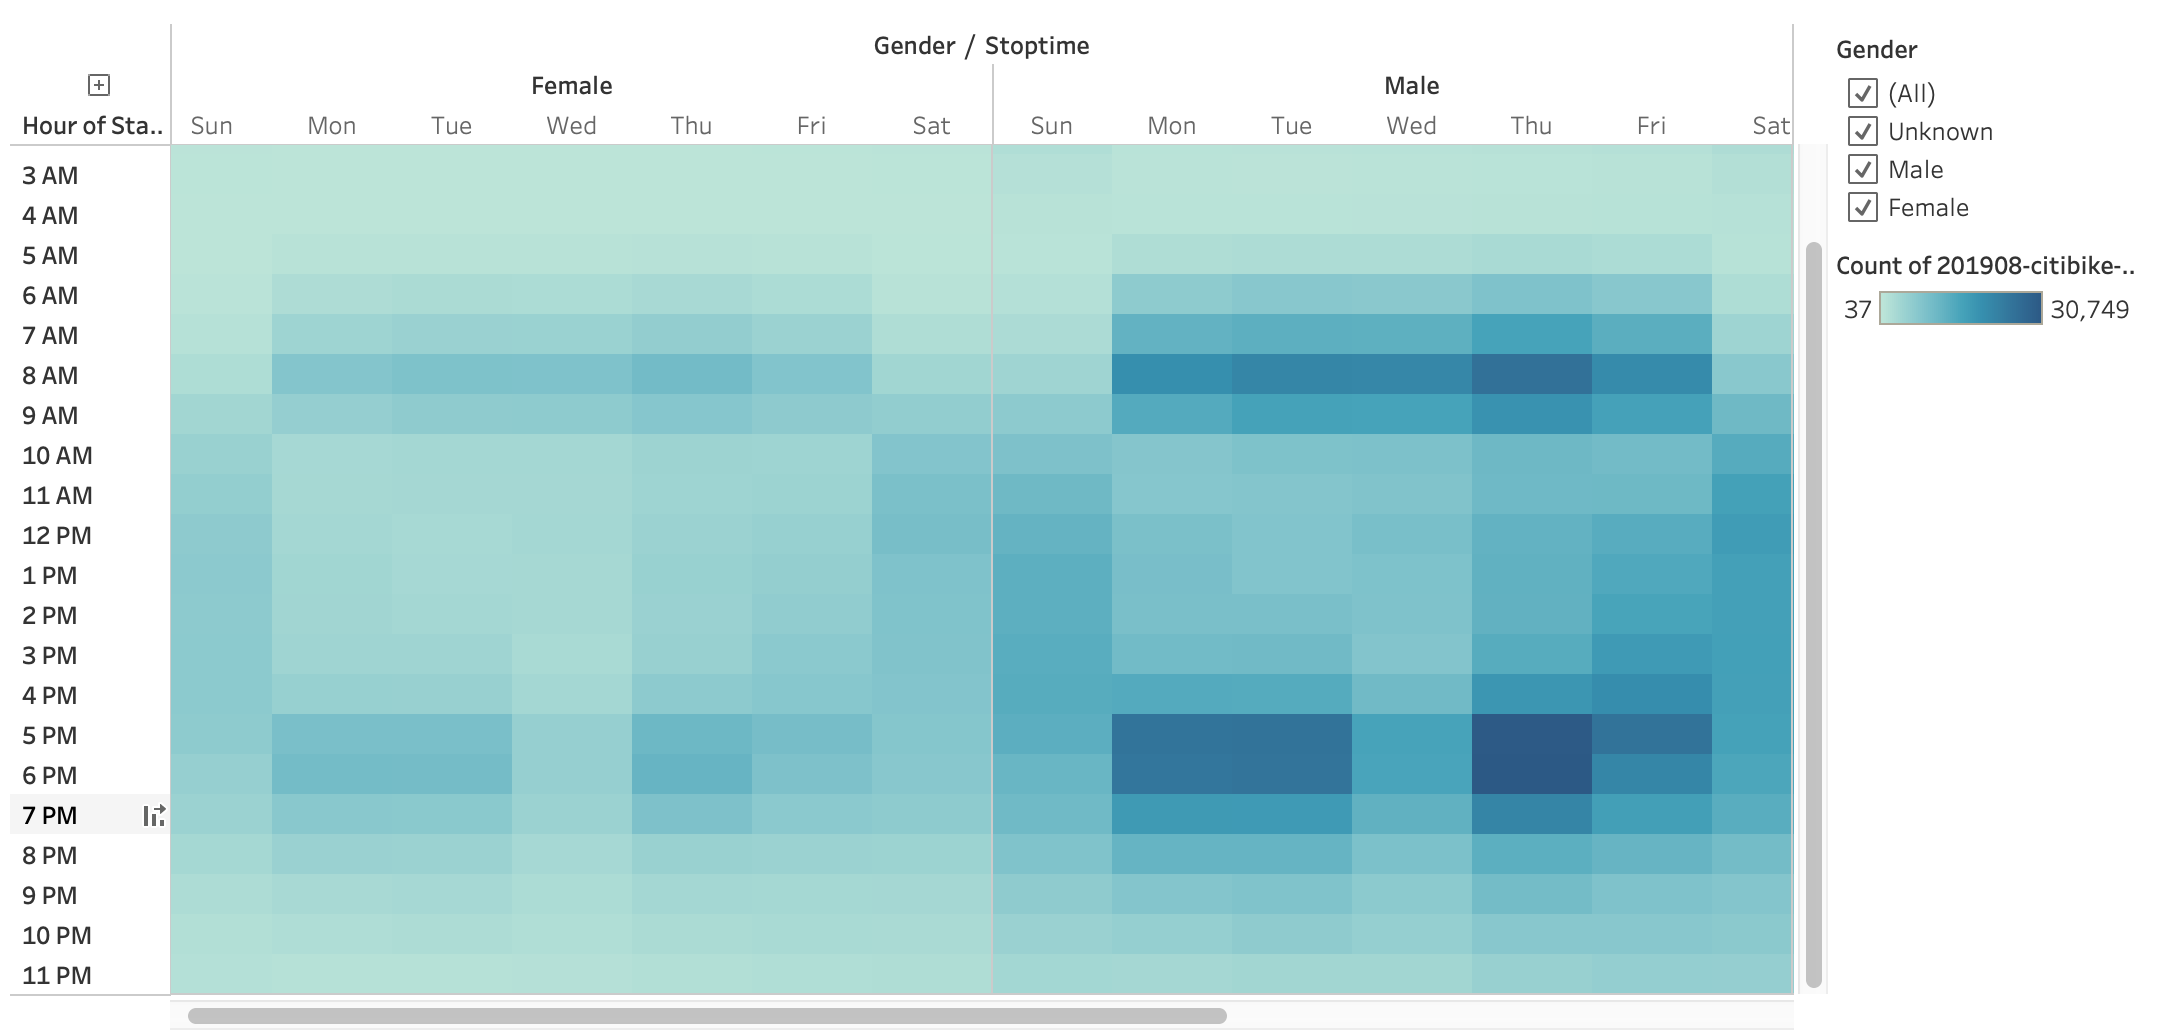 Gender / Stoptime
Female Male
Hour of Sta.. Sun Mon Tue Wed Thu Fri Sat Sun Mon Tue Wed Thu Fri Sat
3 AM
4 AM
5 AM
6 AM
7 AM
8 AM
9 AM
10 AM
11 AM
12 PM
1 PM
2 PM
3 PM
4 PM
5 PM
6 PM
7 PM
8 PM
9 PM
10 PM
11 PM
Gender
(All)
Unknown
Male
Female
Count of 201908-citibike-..
37 30,749